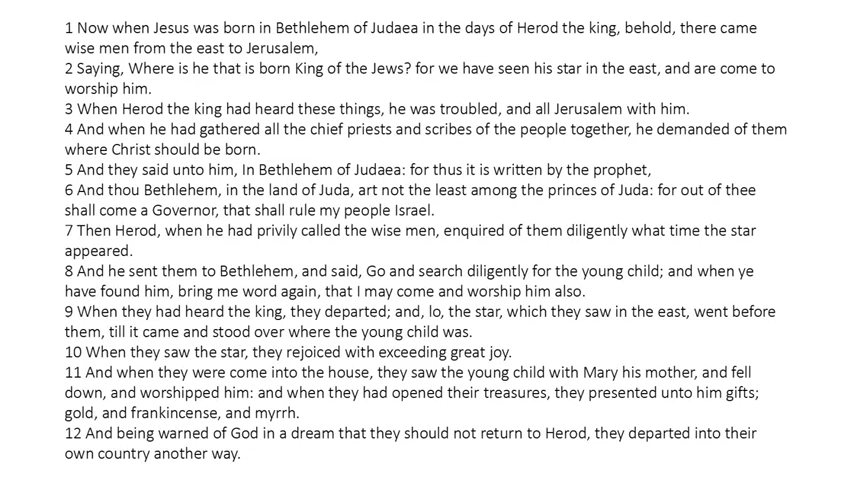 1 Now when Jesus was born in Bethlehem of Judaea in the days of Herod the king, behold, there came
wise men from the east to Jerusalem,
2 Saying, Where is he that is born King of the Jews? for we have seen his star in the east, and are come to
worship him.
3 When Herod the king had heard these things, he was troubled, and all Jerusalem with him.
4 And when he had gathered all the chief priests and scribes of the people together, he demanded of them
where Christ should be born.
5 And they said unto him, In Bethlehem of Judaea: for thus it is written by the prophet,
6 And thou Bethlehem, in the land of Juda, art not the least among the princes of Juda: for out of thee
shall come a Governor, that shall rule my people Israel.
7 Then Herod, when he had privily called the wise men, enquired of them diligently what time the star
appeared.
8 And he sent them to Bethlehem, and said, Go and search diligently for the young child; and when ye
have found him, bring me word again, that I may come and worship him also.
9 When they had heard the king, they departed; and, lo, the star, which they saw in the east, went before
them, till it came and stood over where the young child was.
10 When they saw the star, they rejoiced with exceeding great joy.
11 And when they were come into the house, they saw the young child with Mary his mother, and fell
down, and worshipped him: and when they had opened their treasures, they presented unto him gifts;
gold, and frankincense, and myrrh.
12 And being warned of God in a dream that they should not return to Herod, they departed into their
own country another way.